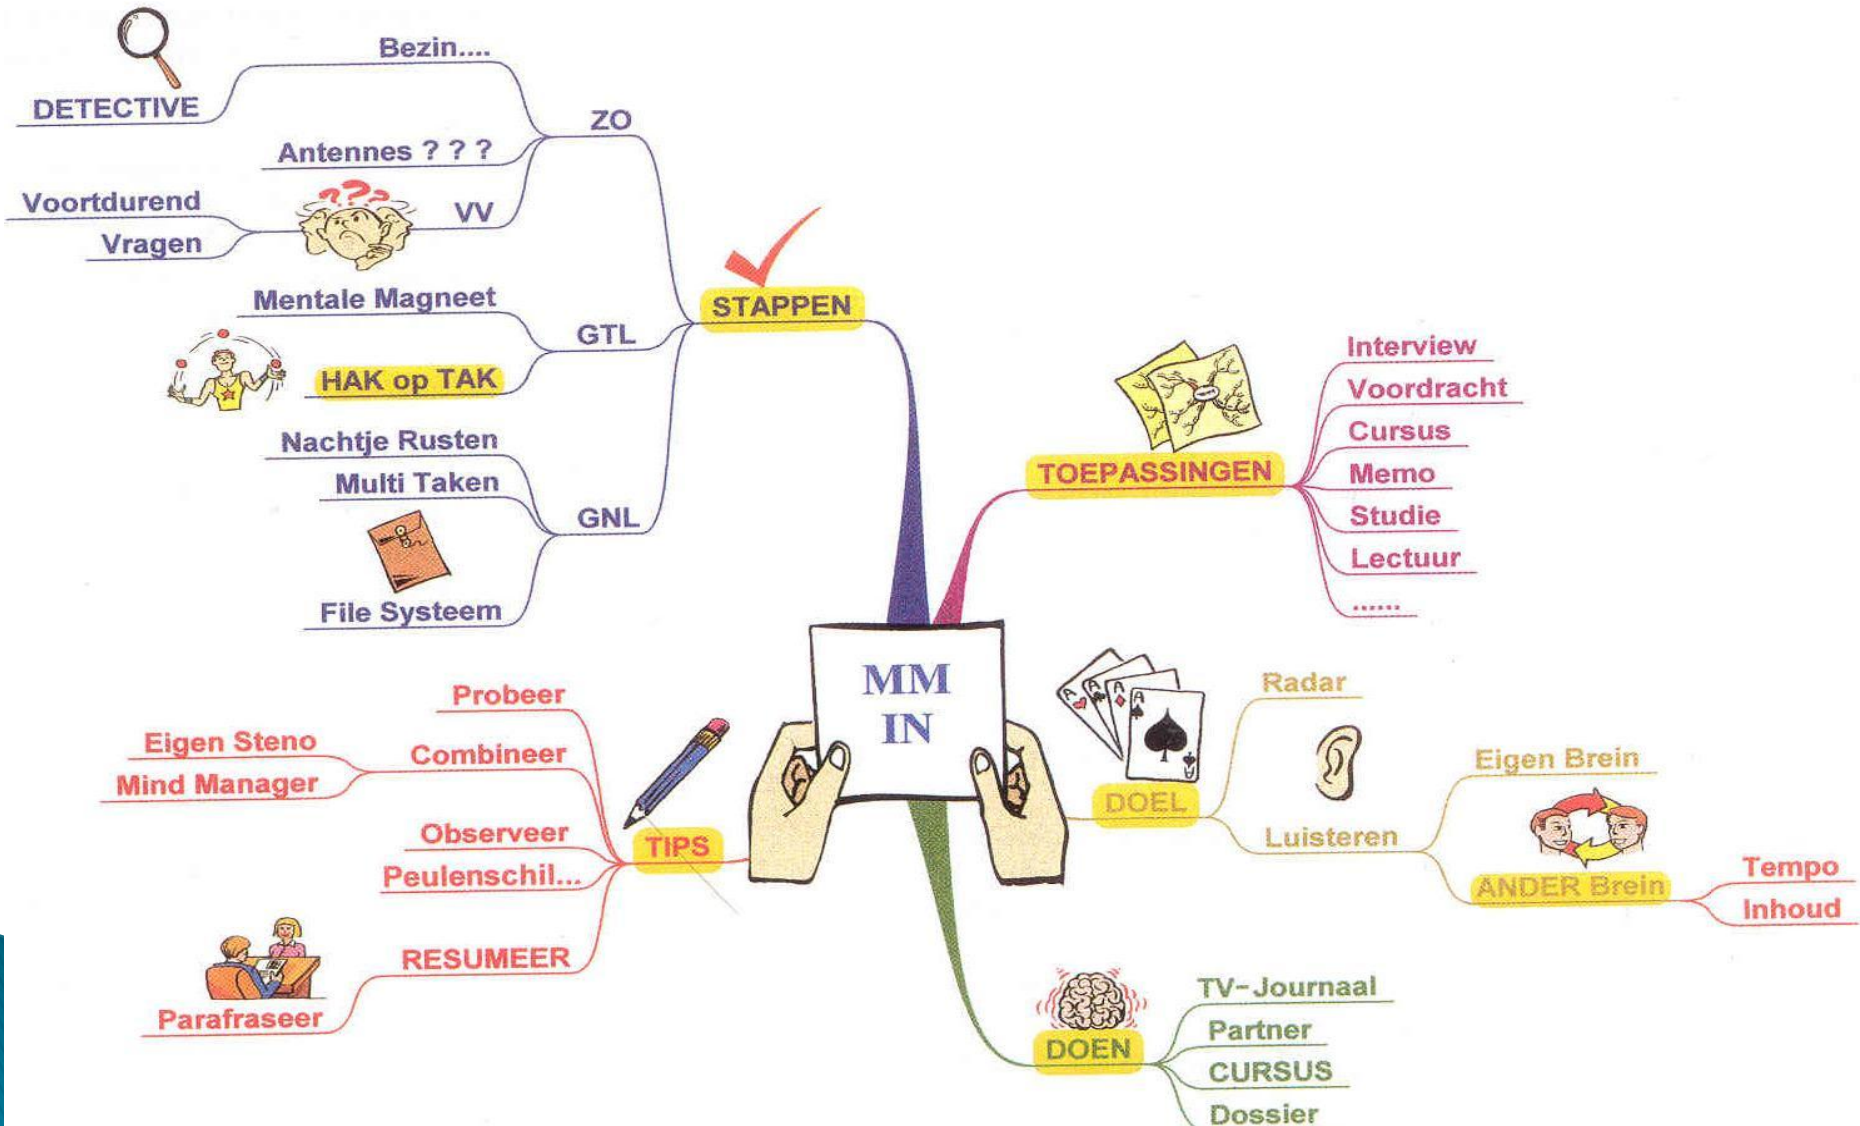 MM
IN
STAPPEN
ZO
Bezin....
DETECTIVE
Antennes ? ? ?
VV
???
Voortdurend
Vragen
GTL
Mentale Magneet
HAK op TAK
GNL
Nachtje Rusten
Multi Taken
File Systeem
TOEPASSINGEN
Interview
Voordracht
Cursus
Memo
Studie
Lectuur
......
DOEL
A
A
A
A
A
Radar
Luisteren
Eigen Brein
ANDER Brein
Tempo
Inhoud
DOEN
TV-Journaal
Partner
CURSUS
Dossier
TIPS
Probeer
Combineer
Eigen Steno
Mind Manager
Observeer
Peulenschil...
RESUMEER
Parafraseer